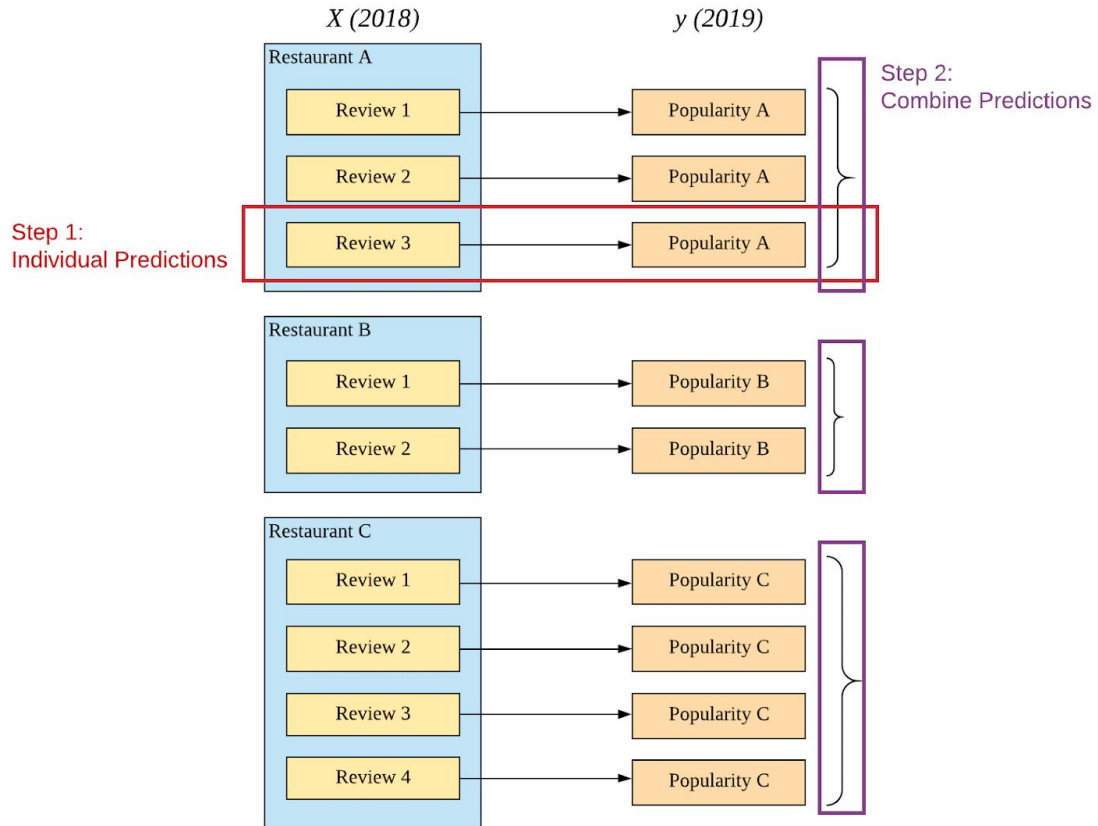 X (2018)
y (2019)
Restaurant A
Review 1
Popularity A
Review 2
Popularity A
Review 3
Popularity A
Step 1:
Individual Predictions
Step 2:
Combine Predictions
Restaurant B
Review 1
Popularity B
Review 2
Popularity B
Restaurant C
Review 1
Popularity C
Review 2
Popularity C
Review 3
Popularity C
Review 4
Popularity C